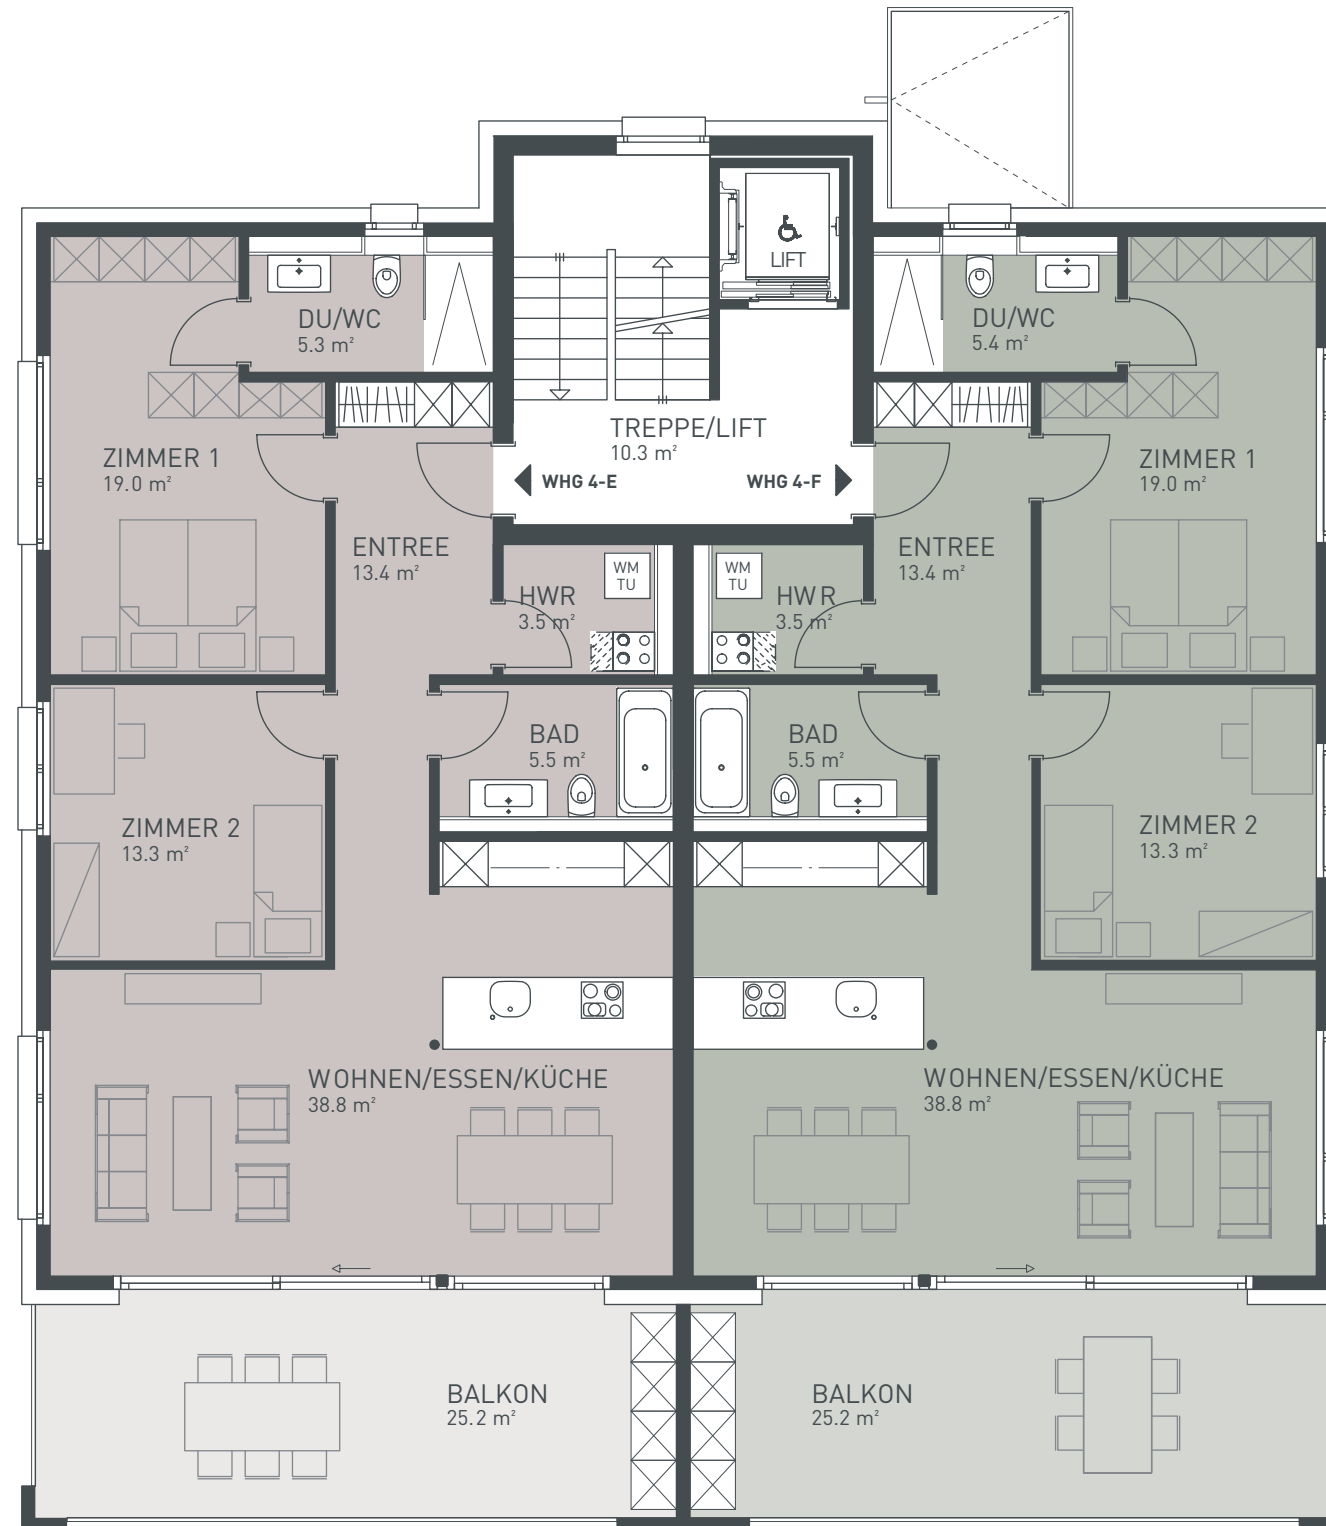 LIFT
DU/WC
5.3 m²
DU/WC
5.4 m²
TREPPE/LIFT
10.3 m²
WHG 4-E
WHG 4-F
ZIMMER 1
19.0 m²
ZIMMER 1
19.0 m²
ENTREE
13.4 m²
ENTREE
13.4 m²
HWR
3.5 m²
WM
TU
WM
TU
HWR
3.5 m²
BAD
5.5 m²
BAD
5.5 m²
ZIMMER 2
13.3 m²
ZIMMER 2
13.3 m²
WOHNEN/ESSEN/KÜCHE
38.8 m²
WOHNEN/ESSEN/KÜCHE
38.8 m²
BALKON
25.2 m²
BALKON
25.2 m²